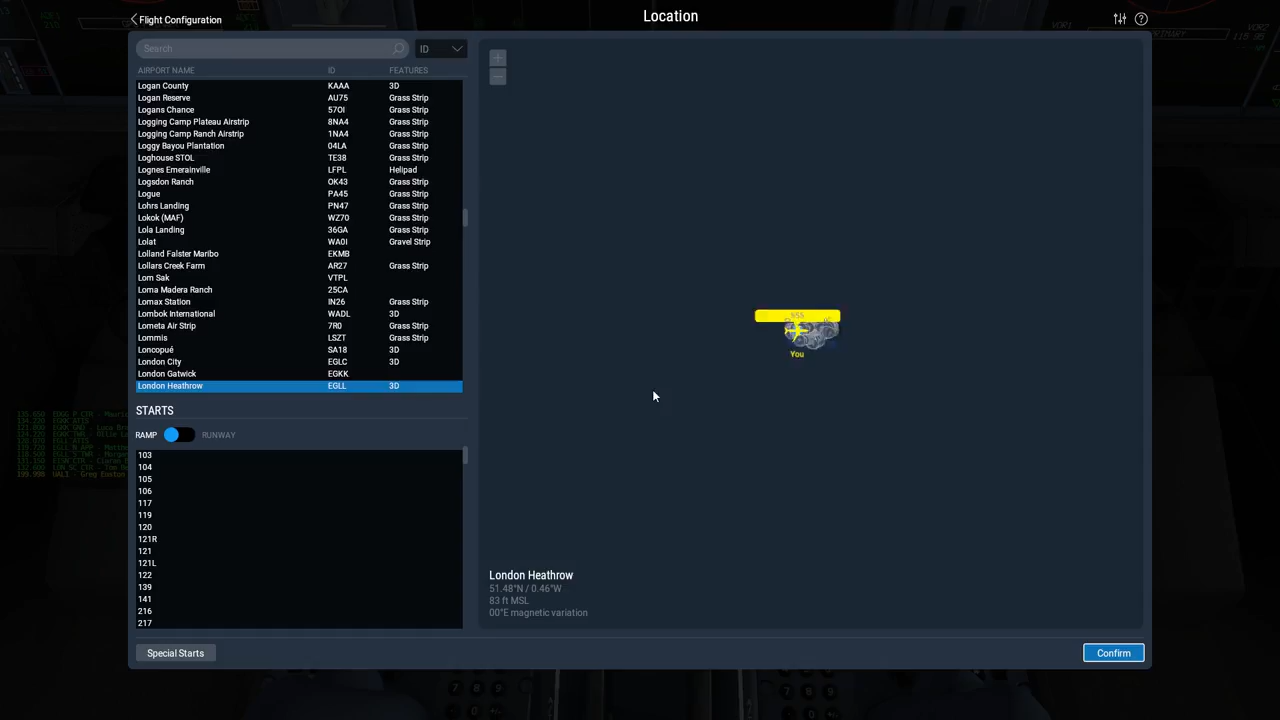 Flight Configuration
Location
Search
ID
AIRPORT NAME ID FEATURES
Logan County KAAA 3D
Logan Reserve AU75 Grass Strip
Logans Chance 57OI Grass Strip
Logging Camp Plateau Airstrip 8NA4 Grass Strip
Logging Camp Ranch Airstrip 1NA4 Grass Strip
Loggy Bayou Plantation 04LA Grass Strip
Loghouse STOL TE38 Grass Strip
Lognes Emerainville LFPL Helipad
Logsdon Ranch OK43 Grass Strip
Logue PA45 Grass Strip
Lohrs Landing PN47 Grass Strip
Lokok (MAF) WZ70 Grass Strip
Lola Landing 36GA Grass Strip
Lolat WA0I Gravel Strip
Lolland Falster Maribo EKMB
Lollars Creek Farm AR27 Grass Strip
Lom Sak VTPL
Loma Madera Ranch 25CA
Lomax Station IN26 Grass Strip
Lombok International WADL 3D
Lometa Air Strip 7R0 Grass Strip
Lommis LSZT Grass Strip
Loncopué SA18 3D
London City EGLC 3D
London Gatwick EGKK
London Heathrow EGLL 3D
STARTS
RAMP RUNWAY
103
104
105
106
117
119
120
121R
121
121L
122
139
141
216
217
You
London Heathrow
51.48°N / 0.46°W
83 ft MSL
00°E magnetic variation
Special Starts
Confirm